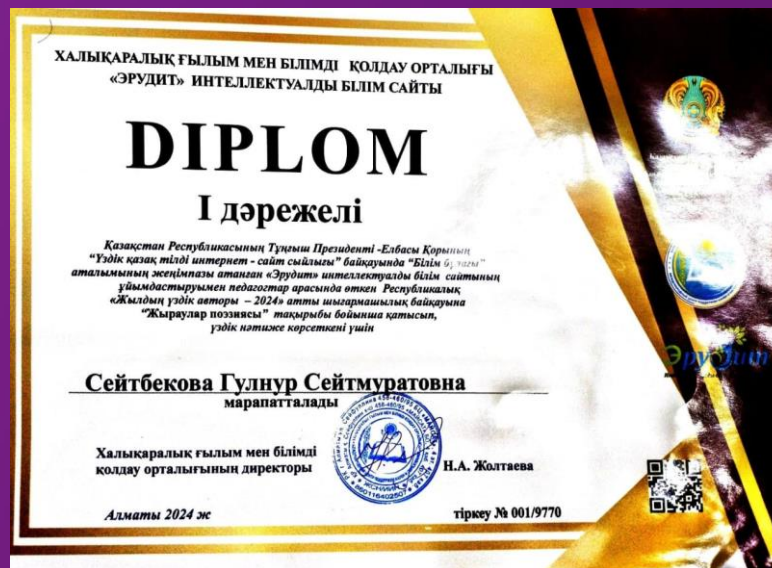 ХАЛЫҚАРАЛЫҚ ҒЫЛЫМ МЕН БІЛІМДІ ҚОЛДАУ ОРТАЛЫҒЫ
«ЭРУДИТ» ИНТЕЛЛЕКТУАЛДЫ БІЛІМ САЙТЫ
DIPLOM
I дәрежелі
Қазақстан Республикасының Тұңғыш Президенті -Елбасы Қорының
"Үздік қазақ тілді интернет - сайт сыйлығы" байқауында "Білім бұлағы"
аталымының жеңімпазы атанған «Эрудит» интеллектуалды білім сайтының
ұйымдастыруымен педагогтар арасында өткен Республикалық
«Жылдың үздік авторы – 2024» атты шығармашылық байқауына
"Жыраулар поэзиясы" тақырыбы бойынша қатысып,
үздік нәтиже көрсеткені үшін
Сейтбекова Гулнур Сейтмуратовна
марапатталады
Халықаралық ғылым мен білімді
қолдау орталығының директоры
Н.А. Жолтаева
Алматы 2024 ж
тіркеу № 001/9770
Эрудит